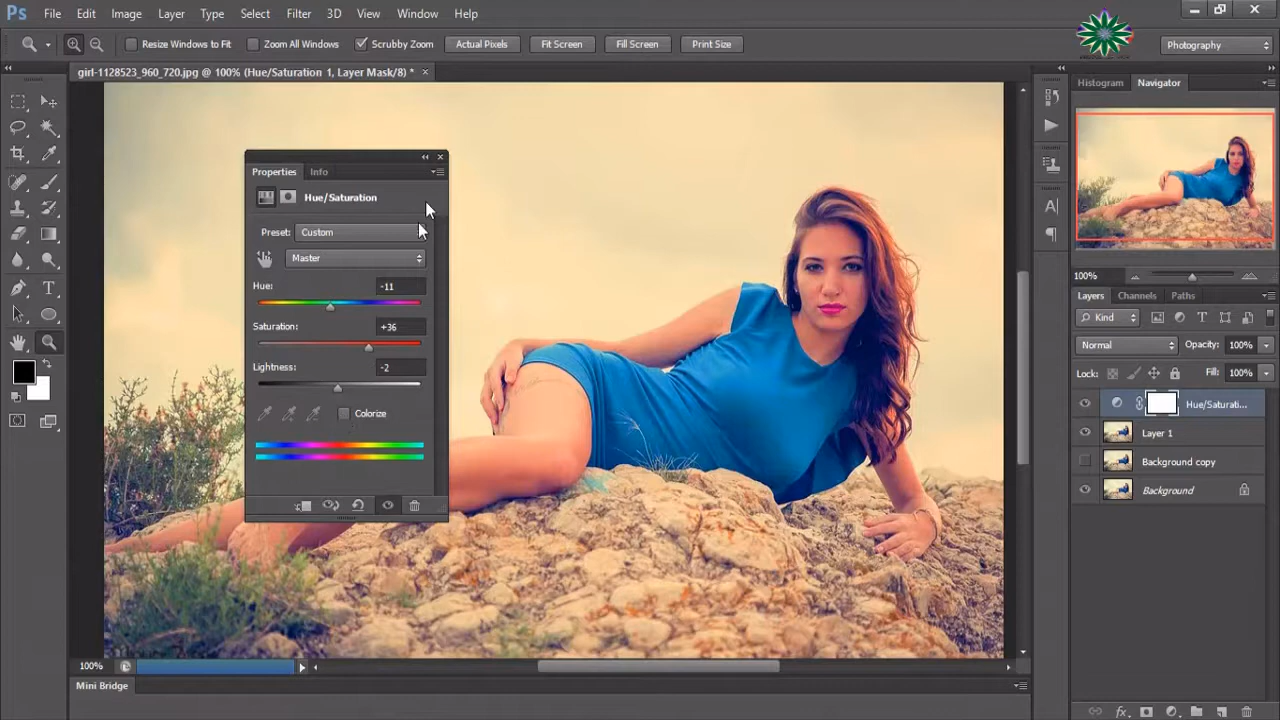 Ps File Edit Image Layer Type Select Filter 3D View Window Help
Resize Windows to Fit Zoom All Windows Scrubby Zoom Actual Pixels Fit Screen Fill Screen Print Size Photography
girl-1128523_960_720.jpg @ 100% (Hue/Saturation 1, Layer Mask/8) * ×
Histogram Navigator
Properties Info
Hue/Saturation
Preset: Custom
Master
Hue: -11
Saturation: +36
Lightness: -2
Colorize
100%
Layers Channels Paths
Kind
Normal Opacity: 100%
Lock: Fill: 100%
Hue/Saturati...
Layer 1
Background copy
Background
100%
Mini Bridge